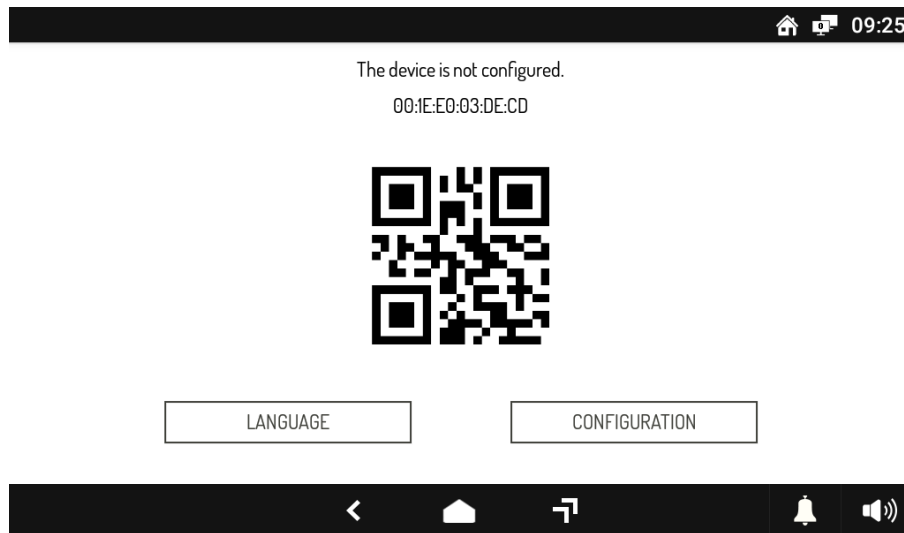 09:25
The device is not configured.
00:1E:E0:03:DE:CD
LANGUAGE
CONFIGURATION